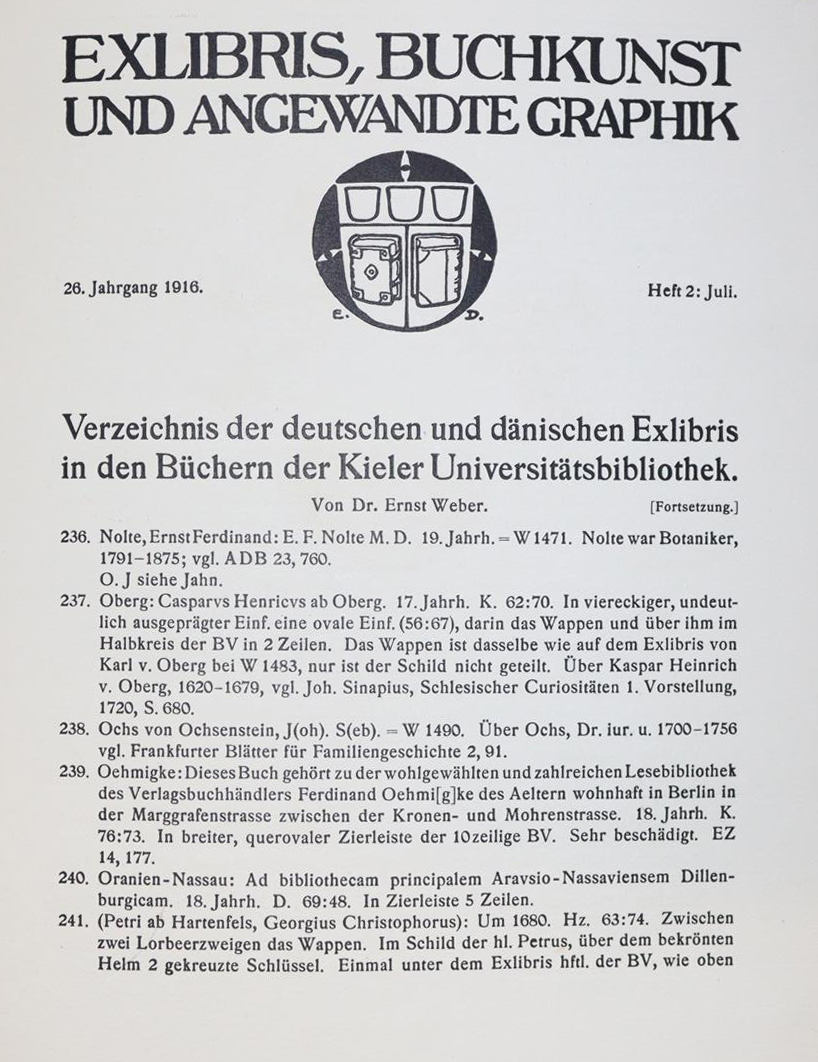 EXLIBRIS, BUCHKUNST
UND ANGEWANDTE GRAPHIK
26. Jahrgang 1916.
E. D.
Heft 2: Juli.
Verzeichnis der deutschen und dänischen Exlibris
in den Büchern der Kieler Universitätsbibliothek.
Von Dr. Ernst Weber.
[Fortsetzung.]
236. Nolte, Ernst Ferdinand: E. F. Nolte M. D. 19. Jahrh. = W 1471. Nolte war Botaniker,
1791–1875; vgl. ADB 23, 760.
O. J siehe Jahn.
237. Oberg: Casparvs Henricvs ab Oberg. 17. Jahrh. K. 62:70. In viereckiger, undeut-
lich ausgeprägter Einf. eine ovale Einf. (56:67), darin das Wappen und über ihm im
Halbkreis der BV in 2 Zeilen. Das Wappen ist dasselbe wie auf dem Exlibris von
Karl v. Oberg bei W 1483, nur ist der Schild nicht geteilt. Über Kaspar Heinrich
v. Oberg, 1620–1679, vgl. Joh. Sinapius, Schlesischer Curiositäten 1. Vorstellung,
1720, S. 680.
238. Ochs von Ochsenstein, J(oh). S(eb). = W 1490. Über Ochs, Dr. iur. u. 1700–1756
vgl. Frankfurter Blätter für Familiengeschichte 2, 91.
239. Oehmigke: Dieses Buch gehört zu der wohlgewählten und zahlreichen Lesebibliothek
des Verlagsbuchhändlers Ferdinand Oehmi[g]ke des Aeltern wohnhaft in Berlin in
der Marggrafenstrasse zwischen der Kronen- und Mohrenstrasse. 18. Jahrh. K.
76:73. In breiter, querovaler Zierleiste der 10zeilige BV. Sehr beschädigt. EZ
14, 177.
240. Oranien-Nassau: Ad bibliothecam principalem Aravsio-Nassaviensem Dillen-
burgicam. 18. Jahrh. D. 69:48. In Zierleiste 5 Zeilen.
241. (Petri ab Hartenfels, Georgius Christophorus): Um 1680. Hz. 63:74. Zwischen
zwei Lorbeerzweigen das Wappen. Im Schild der hl. Petrus, über dem bekrönten
Helm 2 gekreuzte Schlüssel. Einmal unter dem Exlibris hftl. der BV, wie oben